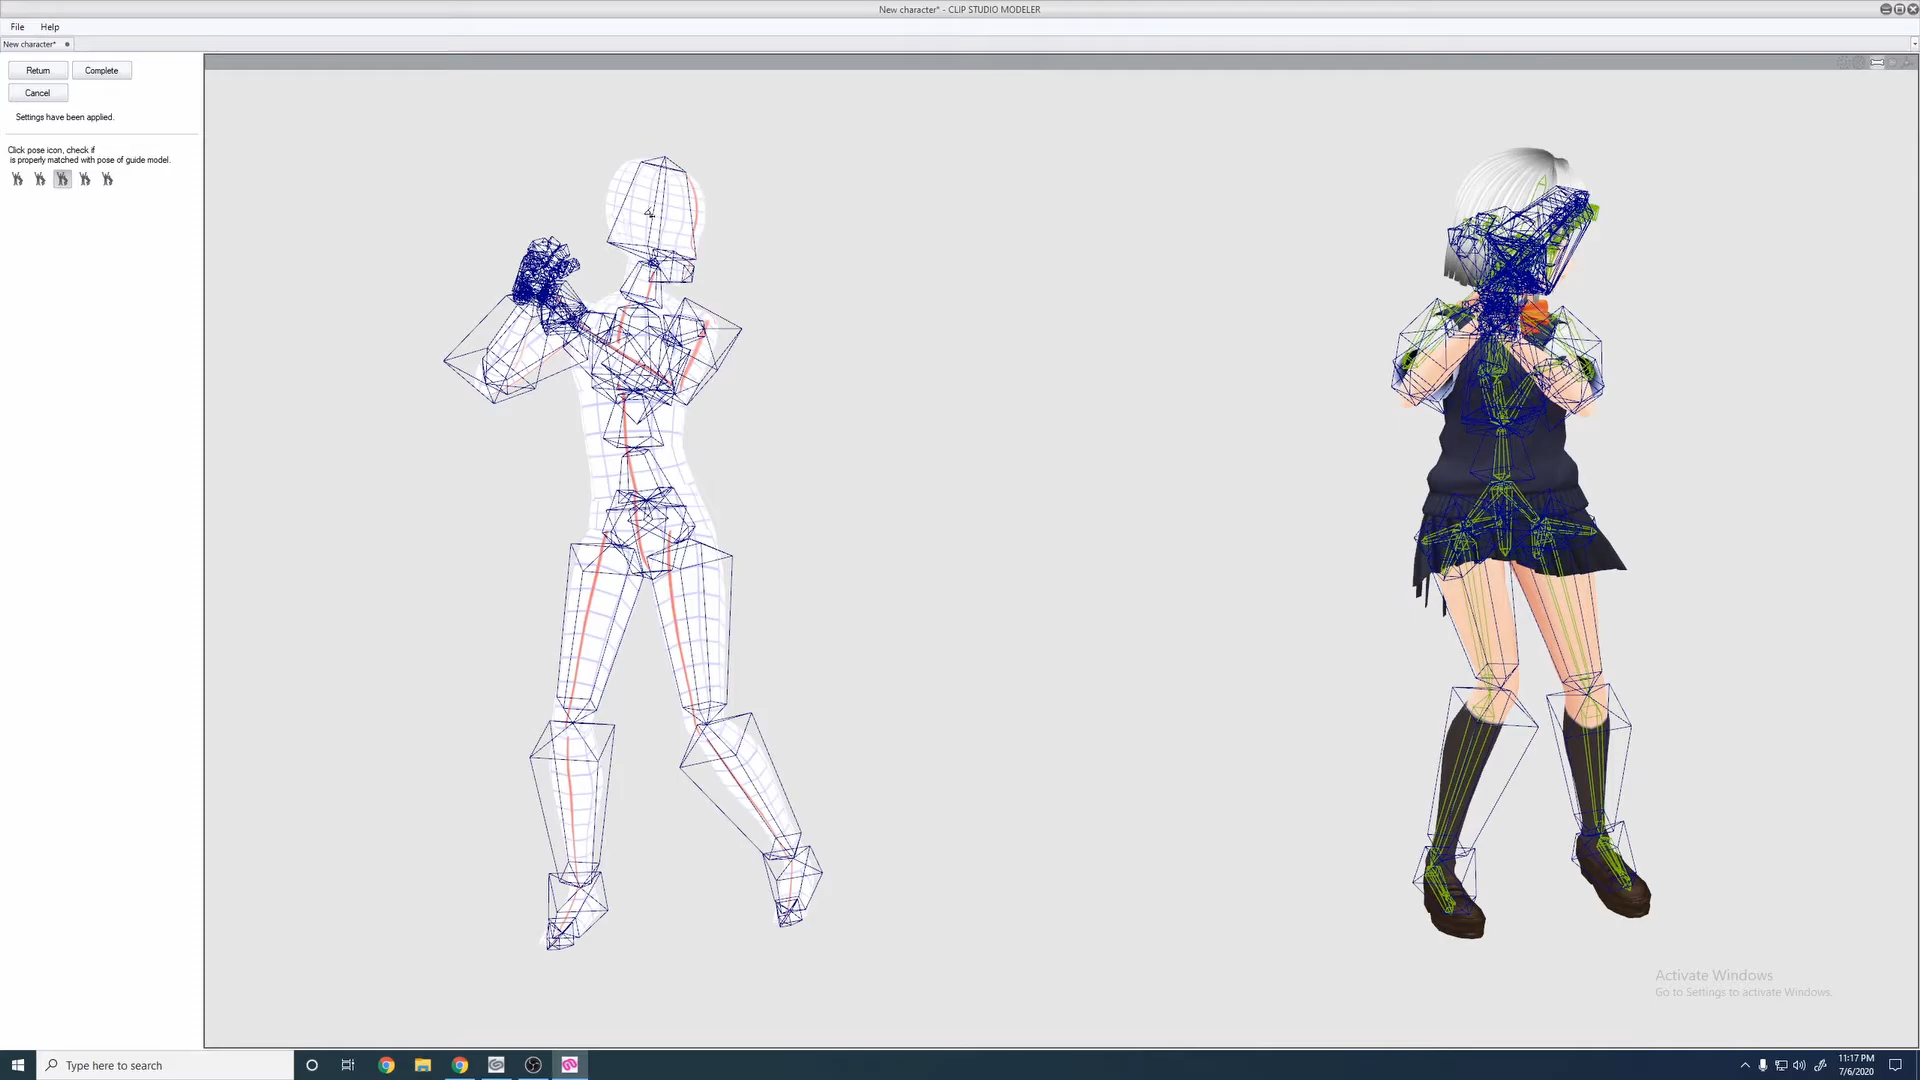 New character* - CLIP STUDIO MODELER
File Help
New character*
Return Complete
Cancel
Settings have been applied.
Click pose icon, check if
is properly matched with pose of guide model.
Activate Windows
Go to Settings to activate Windows.
Type here to search
11:17 PM
7/6/2020